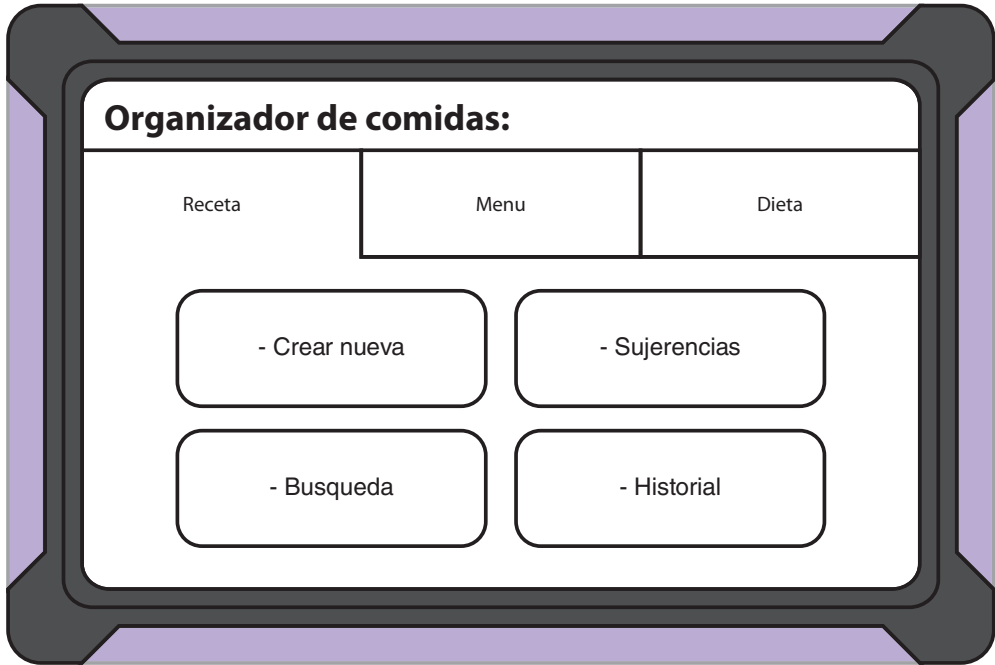 Organizador de comidas:
Receta
Menu
Dieta
- Crear nueva
- Sujerencias
- Busqueda
- Historial